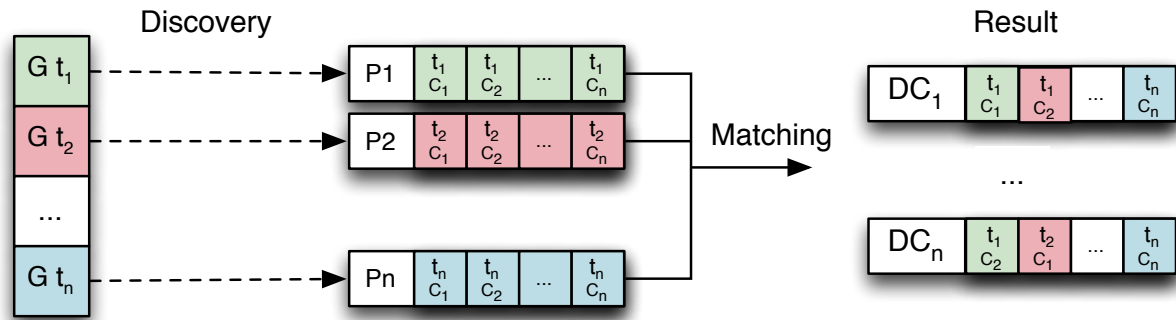 Discovery
Result
G t1
P1 t1 C1 t1 C2 ... t1 Cn
DC1 t1 C1 t1 C2 ... tn Cn
G t2
P2 t2 C1 t2 C2 ... t2 Cn
Matching
...
...
G tn
Pn tn C1 tn C2 ... tn Cn
DCn t1 C2 t2 C1 ... tn Cn